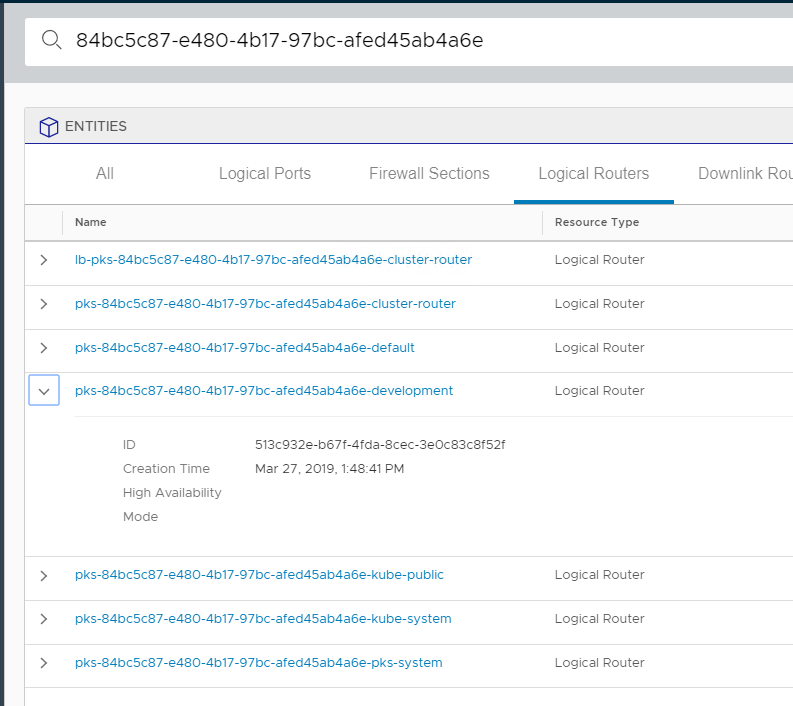 84bc5c87-e480-4b17-97bc-afed45ab4a6e
ENTITIES
All Logical Ports Firewall Sections Logical Routers Downlink Rou
Name Resource Type
lb-pks-84bc5c87-e480-4b17-97bc-afed45ab4a6e-cluster-router Logical Router
pks-84bc5c87-e480-4b17-97bc-afed45ab4a6e-cluster-router Logical Router
pks-84bc5c87-e480-4b17-97bc-afed45ab4a6e-default Logical Router
pks-84bc5c87-e480-4b17-97bc-afed45ab4a6e-development Logical Router
ID 513c932e-b67f-4fda-8cec-3e0c83c8f52f
Creation Time Mar 27, 2019, 1:48:41 PM
High Availability
Mode
pks-84bc5c87-e480-4b17-97bc-afed45ab4a6e-kube-public Logical Router
pks-84bc5c87-e480-4b17-97bc-afed45ab4a6e-kube-system Logical Router
pks-84bc5c87-e480-4b17-97bc-afed45ab4a6e-pks-system Logical Router